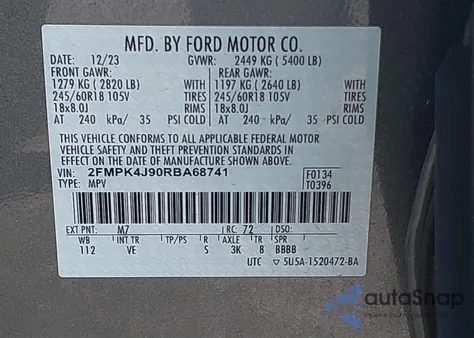 MFD. BY FORD MOTOR CO.
DATE: 12/23 GVWR: 2449 KG ( 5400 LB)
FRONT GAWR: REAR GAWR:
1279 KG ( 2820 LB) WITH 1197 KG ( 2640 LB) WITH
245/60R18 105V TIRES 245/60R18 105V TIRES
18x8.0J RIMS 18x8.0J RIMS
AT 240 kPa/ 35 PSI COLD AT 240 kPa/ 35 PSI COLD
THIS VEHICLE CONFORMS TO ALL APPLICABLE FEDERAL MOTOR
VEHICLE SAFETY AND THEFT PREVENTION STANDARDS IN
EFFECT ON THE DATE OF MANUFACTURE SHOWN ABOVE.
VIN: 2FMPK4J90RBA68741 F0134
TYPE: MPV T0396
EXT PNT: M7 RC: 72 DSO:
WB INT TR TP/PS R AXLE TR SPR
112 VE S 3K 8 BBBB
UTC ▽5U5A-1520472-BA
autoSnap